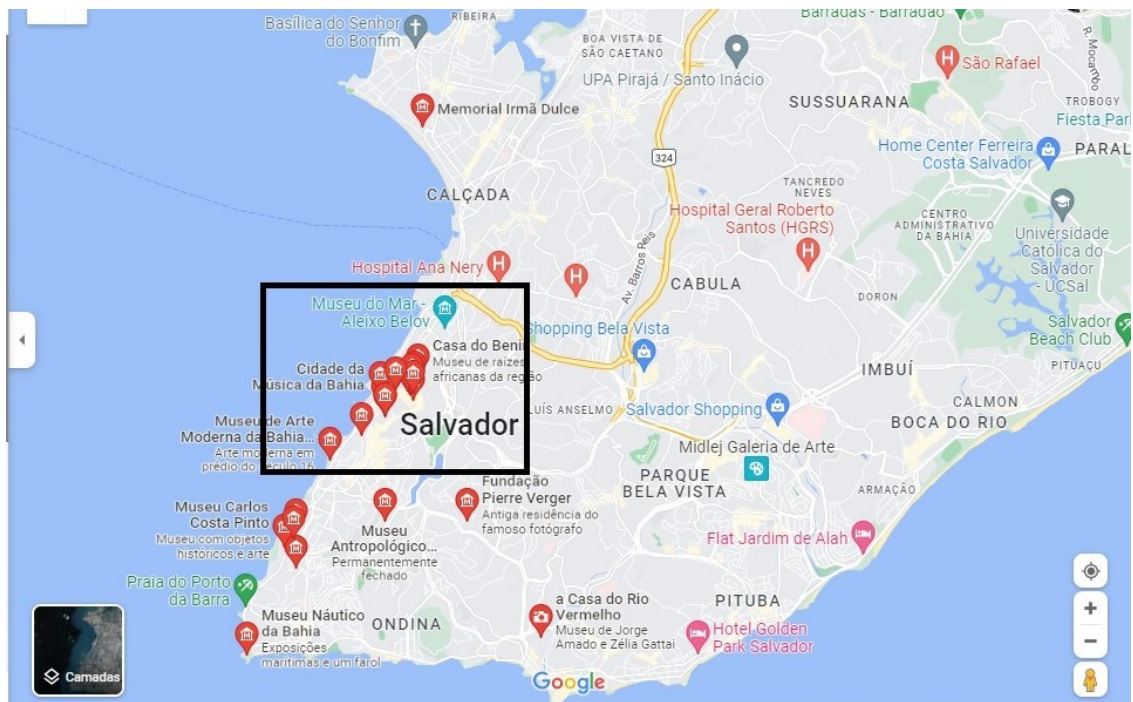 RIBEIRA
Barradas - Barradão
Basílica do Senhor
do Bonfim
BOA VISTA DE
SÃO CAETANO
R. Mocambo
UPA Pirajá / Santo Inácio
São Rafael
SUSSUARANA
TROBOGY
Memorial Irmã Dulce
Fiesta Par
Home Center Ferreira
Costa Salvador
PARAL
324
CALÇADA
TANCREDO
NEVES
Hospital Geral Roberto
Santos (HGRS)
CENTRO
ADMINISTRATIVO
DA BAHIA
Universidade
Católica do
Salvador
- UCSal
Av. Barros Reis
Hospital Ana Nery
CABULA
DORON
Museu do Mar -
Aleixo Belov
Shopping Bela Vista
Salvador
Beach Club
PITUAÇU
Casa do Benin
Museu de raízes
africanas da região
Cidade da
Música da Bahia
IMBUÍ
LUÍS ANSELMO
Salvador Shopping
CALMON
BOCA DO RIO
Museu de Arte
Moderna da Bahia...
Arte moderna em
prédio do século 16
Salvador
Midlej Galeria de Arte
PARQUE
BELA VISTA
ARMAÇÃO
Fundação
Pierre Verger
Antiga residência do
famoso fotógrafo
Museu Carlos
Costa Pinto
Museu com objetos
históricos e arte
Museu
Antropológico...
Permanentemente
fechado
Flat Jardim de Alah
Praia do Porto
da Barra
a Casa do Rio
Vermelho
Museu de Jorge
Amado e Zélia Gattai
PITUBA
Museu Náutico
da Bahia
Exposições
marítimas e um farol
ONDINA
Hotel Golden
Park Salvador
Camadas
Google